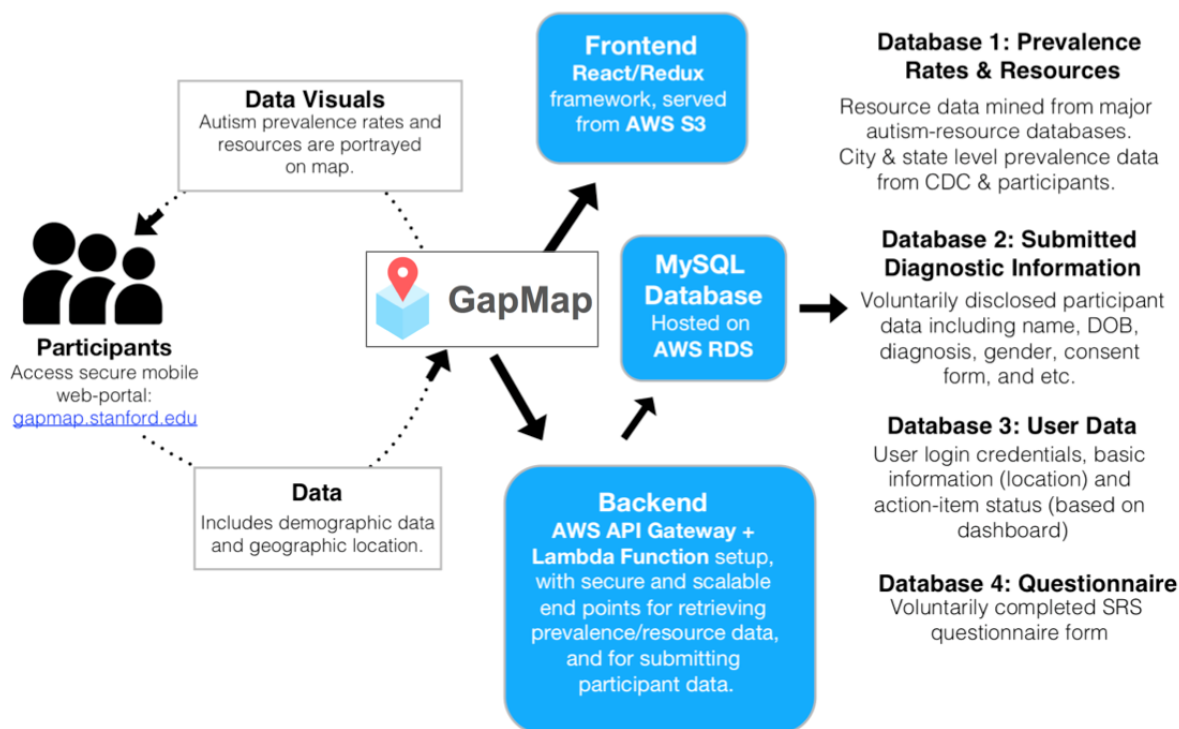 Data Visuals
Autism prevalence rates and
resources are portrayed
on map.
Participants
Access secure mobile
web-portal:
gapmap.stanford.edu
Data
Includes demographic data
and geographic location.
GapMap
Frontend
React/Redux
framework, served
from AWS S3
MySQL
Database
Hosted on
AWS RDS
Backend
AWS API Gateway +
Lambda Function setup,
with secure and scalable
end points for retrieving
prevalence/resource data,
and for submitting
participant data.
Database 1: Prevalence
Rates & Resources
Resource data mined from major
autism-resource databases.
City & state level prevalence data
from CDC & participants.
Database 2: Submitted
Diagnostic Information
Voluntarily disclosed participant
data including name, DOB,
diagnosis, gender, consent
form, and etc.
Database 3: User Data
User login credentials, basic
information (location) and
action-item status (based on
dashboard)
Database 4: Questionnaire
Voluntarily completed SRS
questionnaire form